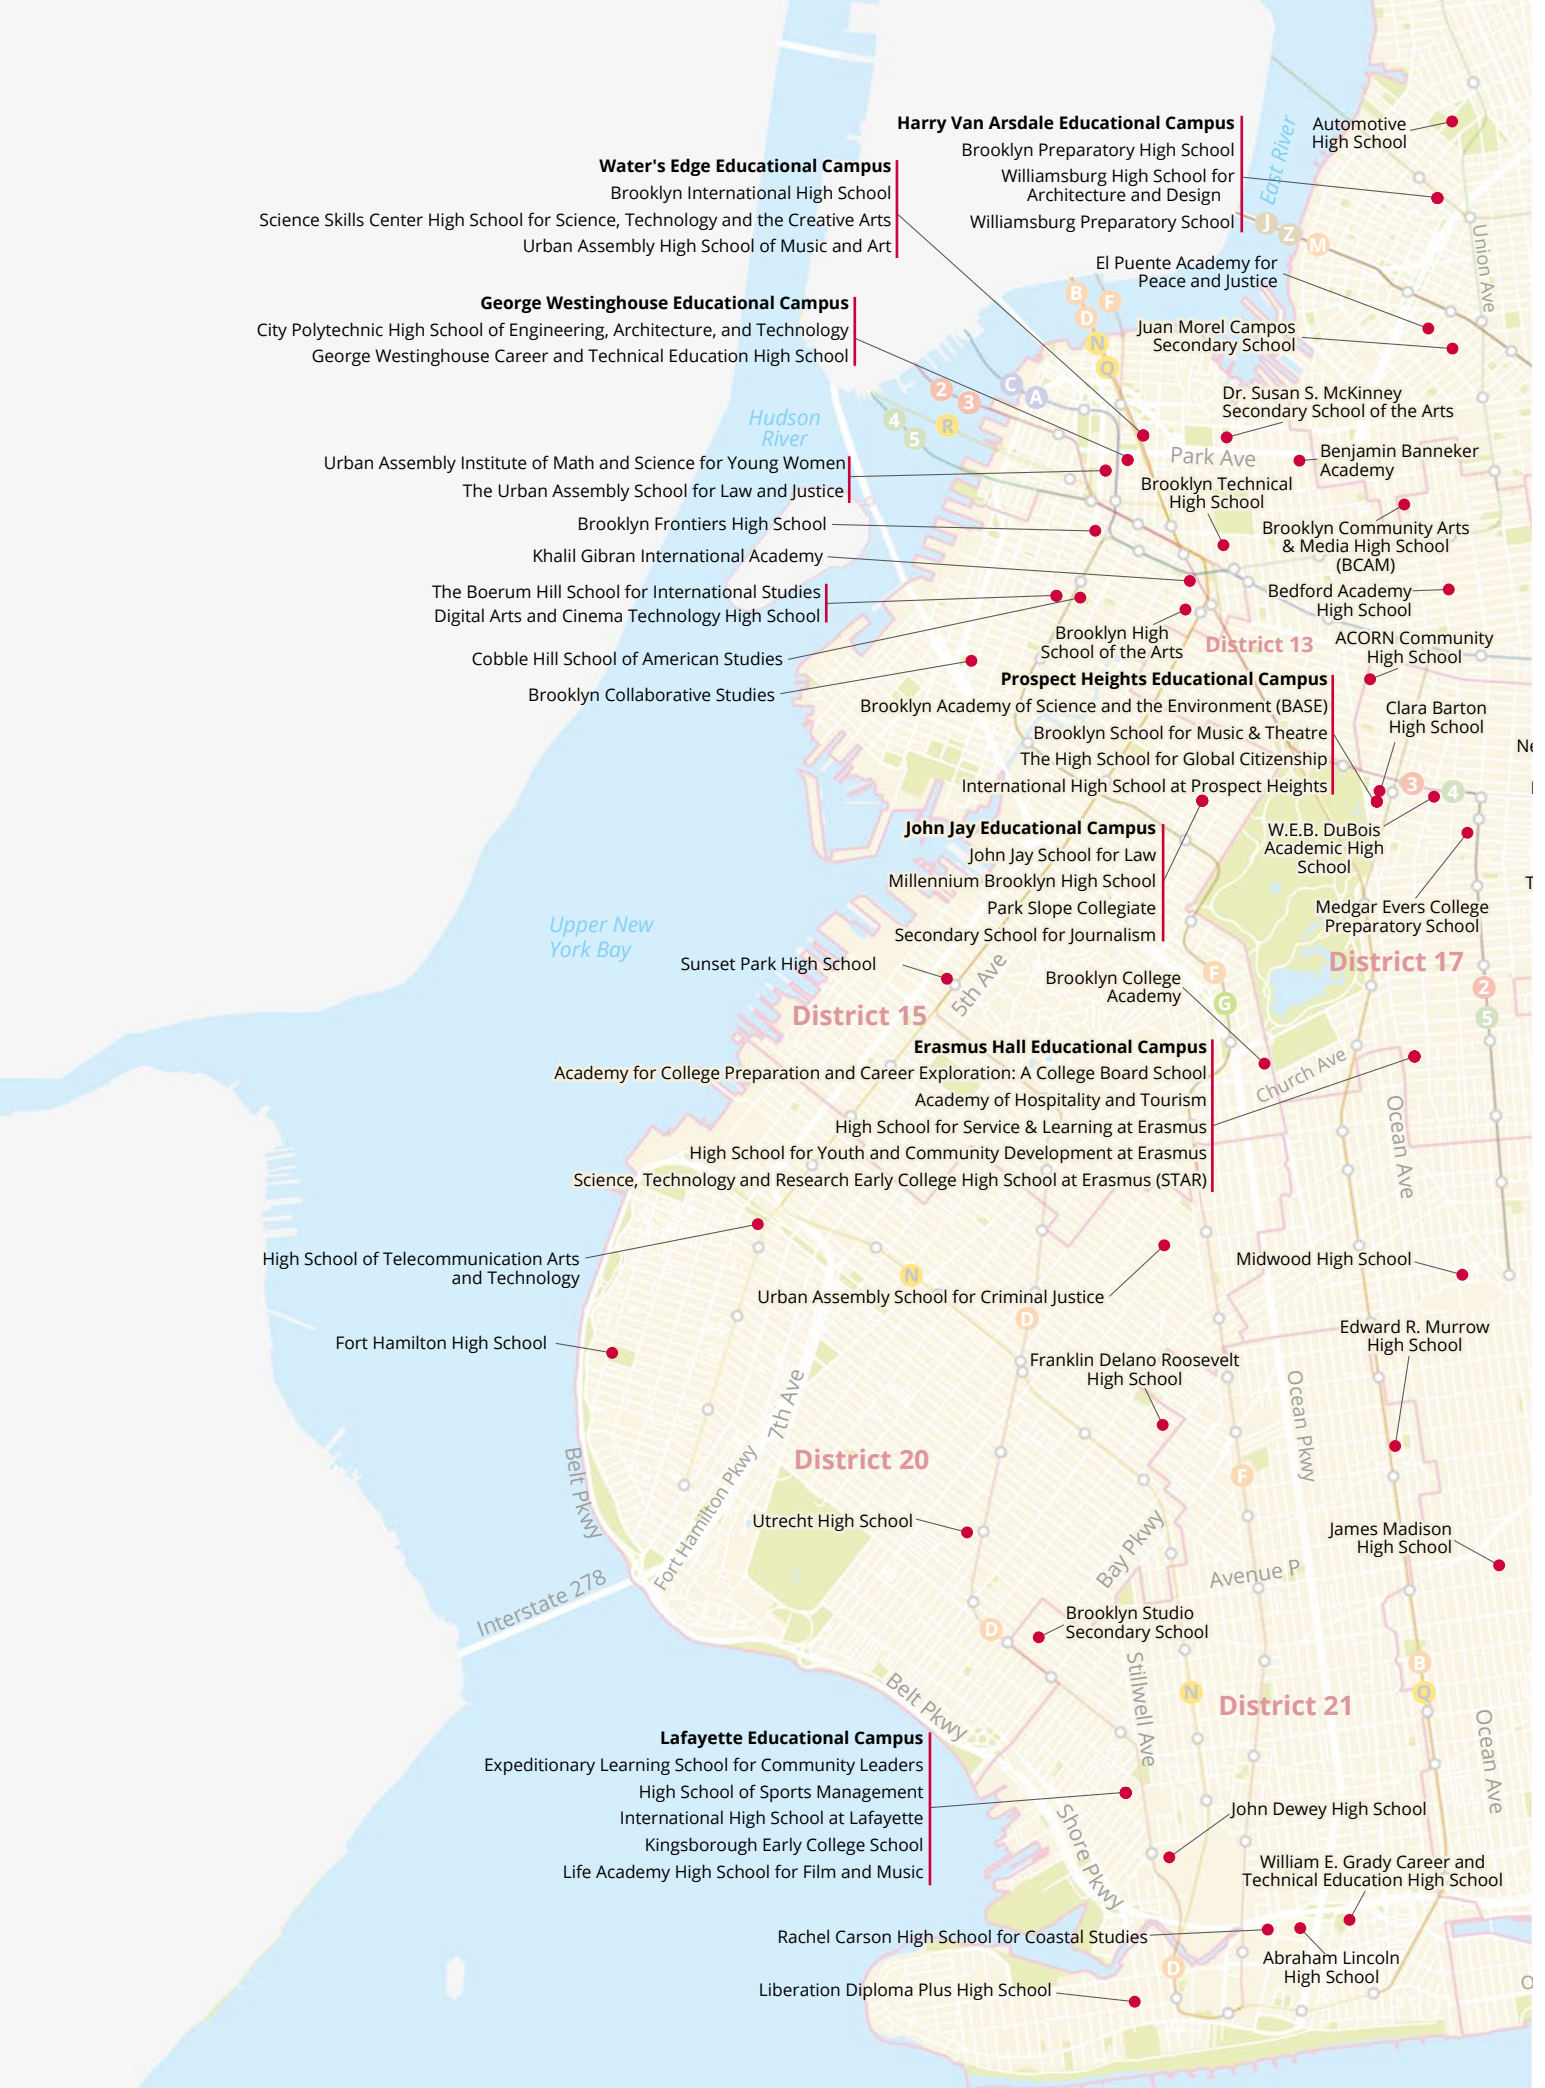 Harry Van Arsdale Educational Campus
Brooklyn Preparatory High School
Williamsburg High School for
Architecture and Design
Williamsburg Preparatory School
East River
Automotive
High School
Water's Edge Educational Campus
Brooklyn International High School
Science Skills Center High School for Science, Technology and the Creative Arts
Urban Assembly High School of Music and Art
J
Z
M
Union Ave
El Puente Academy for
Peace and Justice
George Westinghouse Educational Campus
City Polytechnic High School of Engineering, Architecture, and Technology
George Westinghouse Career and Technical Education High School
B
F
D
N
Q
Juan Morel Campos
Secondary School
C
A
2
3
4
R
5
Hudson
River
Dr. Susan S. McKinney
Secondary School of the Arts
Park Ave
Benjamin Banneker
Academy
Urban Assembly Institute of Math and Science for Young Women
The Urban Assembly School for Law and Justice
Brooklyn Technical
High School
Brooklyn Frontiers High School
Brooklyn Community Arts
& Media High School
(BCAM)
Khalil Gibran International Academy
The Boerum Hill School for International Studies
Digital Arts and Cinema Technology High School
Bedford Academy
High School
Brooklyn High
School of the Arts
District 13
ACORN Community
High School
Cobble Hill School of American Studies
Brooklyn Collaborative Studies
Prospect Heights Educational Campus
Brooklyn Academy of Science and the Environment (BASE)
Brooklyn School for Music & Theatre
The High School for Global Citizenship
International High School at Prospect Heights
Clara Barton
High School
Ne
3
4
John Jay Educational Campus
John Jay School for Law
Millennium Brooklyn High School
Park Slope Collegiate
Secondary School for Journalism
W.E.B. DuBois
Academic High
School
T
Medgar Evers College
Preparatory School
Upper New
York Bay
District 17
Sunset Park High School
5th Ave
District 15
Brooklyn College
Academy
F
G
2
5
Erasmus Hall Educational Campus
Academy for College Preparation and Career Exploration: A College Board School
Academy of Hospitality and Tourism
High School for Service & Learning at Erasmus
High School for Youth and Community Development at Erasmus
Science, Technology and Research Early College High School at Erasmus (STAR)
Church Ave
Ocean Ave
High School of Telecommunication Arts
and Technology
N
Urban Assembly School for Criminal Justice
D
Midwood High School
Fort Hamilton High School
Edward R. Murrow
High School
Franklin Delano Roosevelt
High School
7th Ave
Ocean Pkwy
Belt Pkwy
Fort Hamilton Pkwy
District 20
F
Utrecht High School
Bay Pkwy
Avenue P
James Madison
High School
Interstate 278
D
Brooklyn Studio
Secondary School
Stillwell Ave
B
N
Q
Belt Pkwy
District 21
Ocean Ave
Lafayette Educational Campus
Expeditionary Learning School for Community Leaders
High School of Sports Management
International High School at Lafayette
Kingsborough Early College School
Life Academy High School for Film and Music
Shore Pkwy
John Dewey High School
William E. Grady Career and
Technical Education High School
Rachel Carson High School for Coastal Studies
D
Abraham Lincoln
High School
Liberation Diploma Plus High School